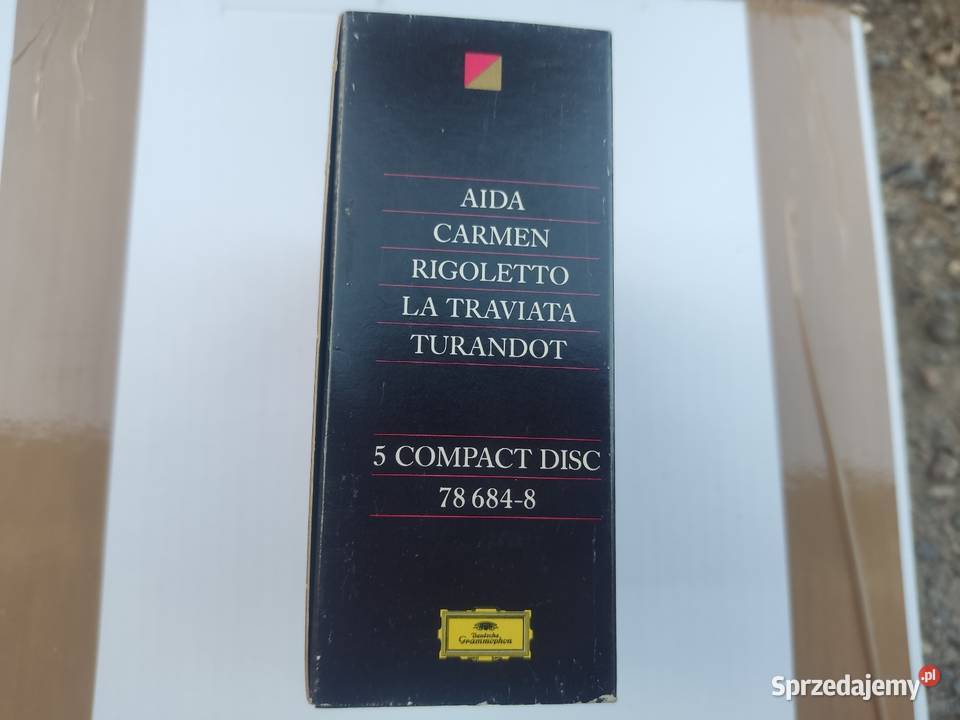 AIDA
CARMEN
RIGOLETTO
LA TRAVIATA
TURANDOT
5 COMPACT DISC
78 684-8
Deutsche
Grammophon
Sprzedajemy.pl